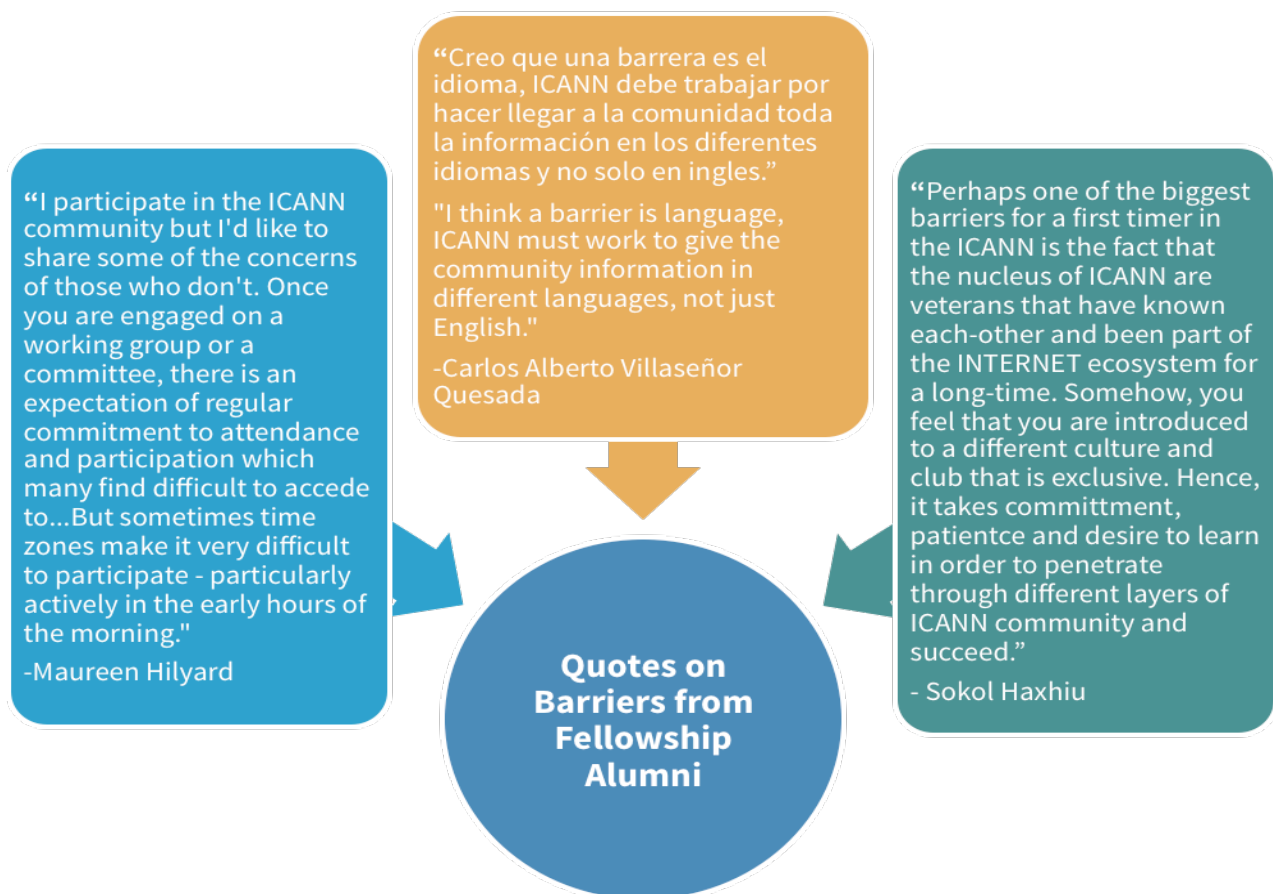 “I participate in the ICANN
community but I'd like to
share some of the concerns
of those who don't. Once
you are engaged on a
working group or a
committee, there is an
expectation of regular
commitment to attendance
and participation which
many find difficult to accede
to...But sometimes time
zones make it very difficult
to participate - particularly
actively in the early hours of
the morning."
-Maureen Hilyard
“Creo que una barrera es el
idioma, ICANN debe trabajar por
hacer llegar a la comunidad toda
la información en los diferentes
idiomas y no solo en ingles.”
"I think a barrier is language,
ICANN must work to give the
community information in
different languages, not just
English."
-Carlos Alberto Villaseñor
Quesada
“Perhaps one of the biggest
barriers for a first timer in
the ICANN is the fact that
the nucleus of ICANN are
veterans that have known
each-other and been part of
the INTERNET ecosystem for
a long-time. Somehow, you
feel that you are introduced
to a different culture and
club that is exclusive. Hence,
it takes committment,
patientce and desire to learn
in order to penetrate
through different layers of
ICANN community and
succeed.”
- Sokol Haxhiu
Quotes on
Barriers from
Fellowship
Alumni